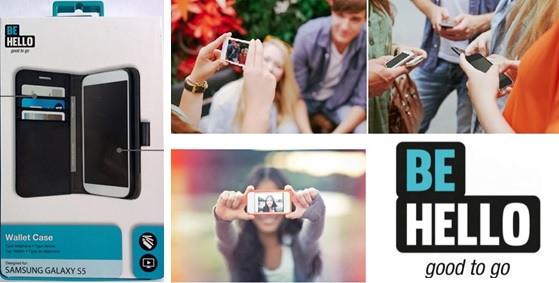 BE
HELLO
good to go
Wallet Case
Designed for
SAMSUNG GALAXY S5
BE
HELLO
good to go